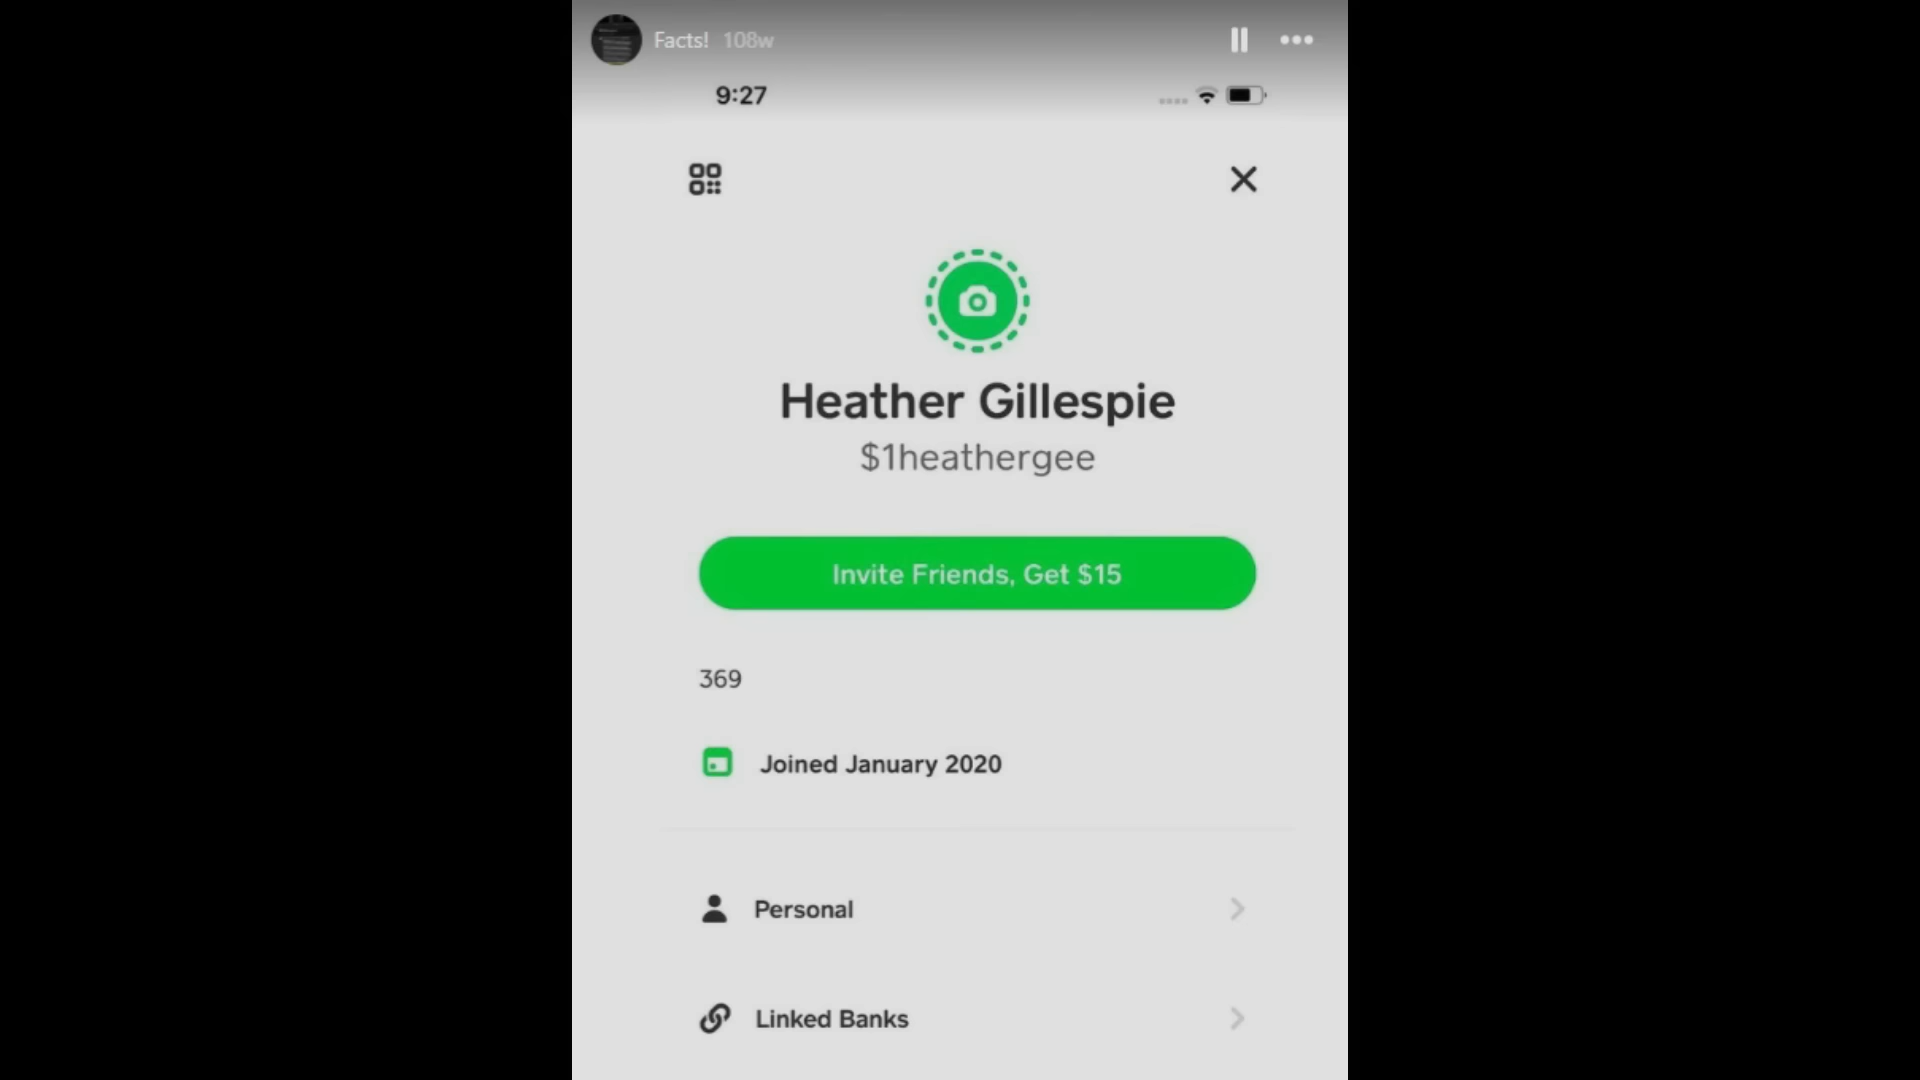 Facts! 108w
9:27
Heather Gillespie
$1heathergee
Invite Friends, Get $15
369
Joined January 2020
Personal
Linked Banks